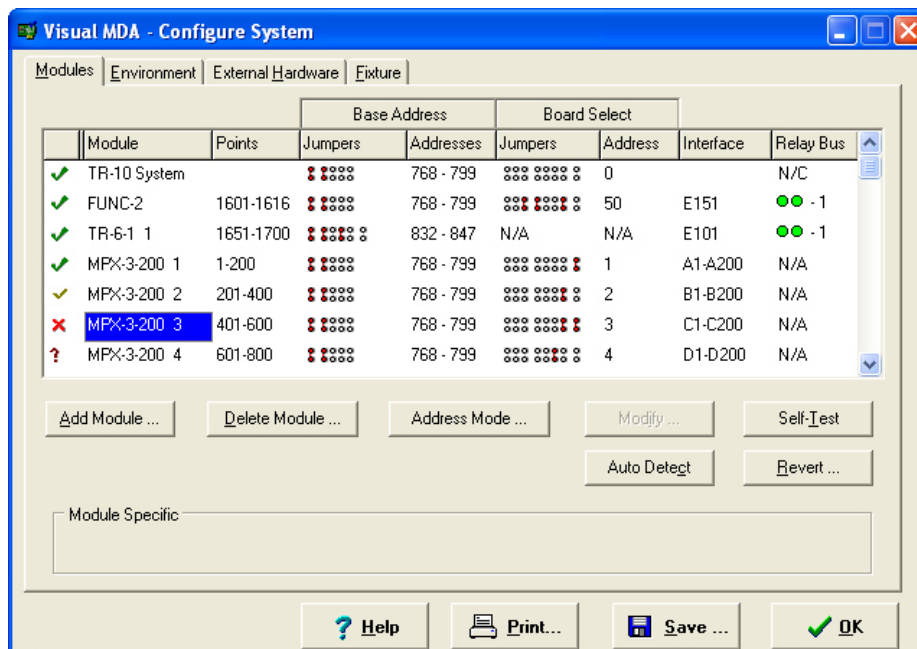 Visual MDA - Configure System
Modules Environment External Hardware Fixture
Base Address Board Select
Module Points Jumpers Addresses Jumpers Address Interface Relay Bus
TR-10 System 768 - 799 0 N/C
FUNC-2 1601-1616 768 - 799 50 E151 - 1
TR-6-1 1 1651-1700 832 - 847 N/A N/A E101 - 1
MPX-3-200 1 1-200 768 - 799 1 A1-A200 N/A
MPX-3-200 2 201-400 768 - 799 2 B1-B200 N/A
MPX-3-200 3 401-600 768 - 799 3 C1-C200 N/A
? MPX-3-200 4 601-800 768 - 799 4 D1-D200 N/A
Add Module ... Delete Module ... Address Mode ... Modify ... Self-Test
Auto Detect Revert ...
Module Specific
? Help Print... Save ... OK